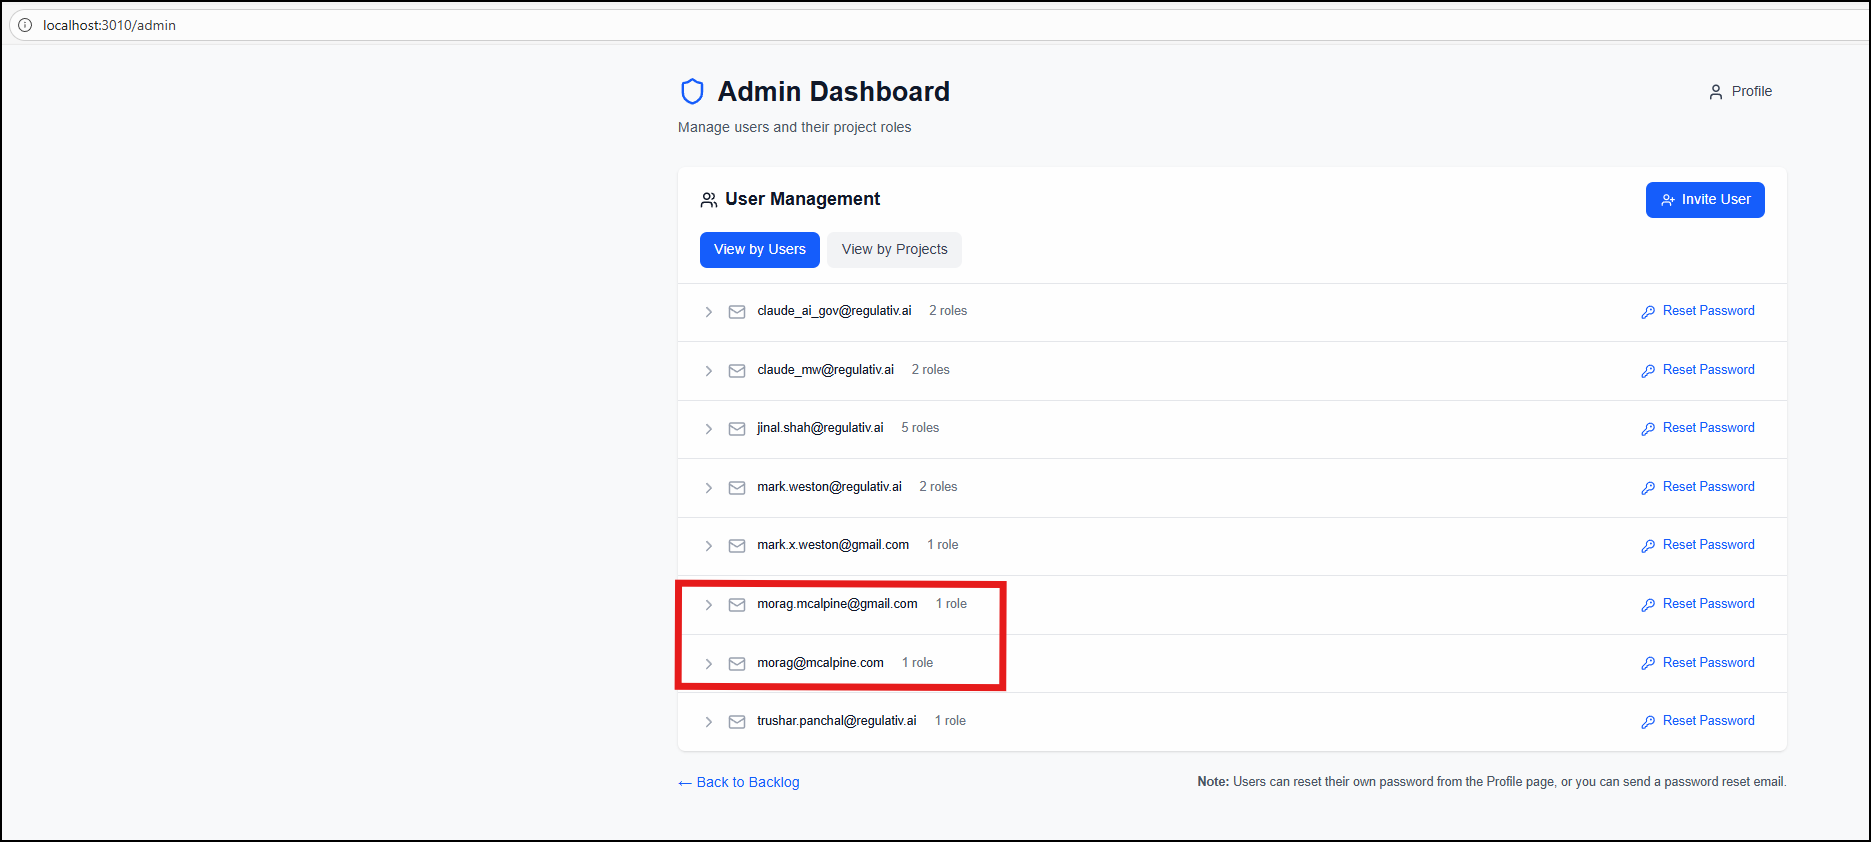 localhost:3010/admin
Admin Dashboard
Profile
Manage users and their project roles
User Management
Invite User
View by Users
View by Projects
claude_ai_gov@regulativ.ai 2 roles Reset Password
claude_mw@regulativ.ai 2 roles Reset Password
jinal.shah@regulativ.ai 5 roles Reset Password
mark.weston@regulativ.ai 2 roles Reset Password
mark.x.weston@gmail.com 1 role Reset Password
morag.mcalpine@gmail.com 1 role Reset Password
morag@mcalpine.com 1 role Reset Password
trushar.panchal@regulativ.ai 1 role Reset Password
← Back to Backlog
Note: Users can reset their own password from the Profile page, or you can send a password reset email.